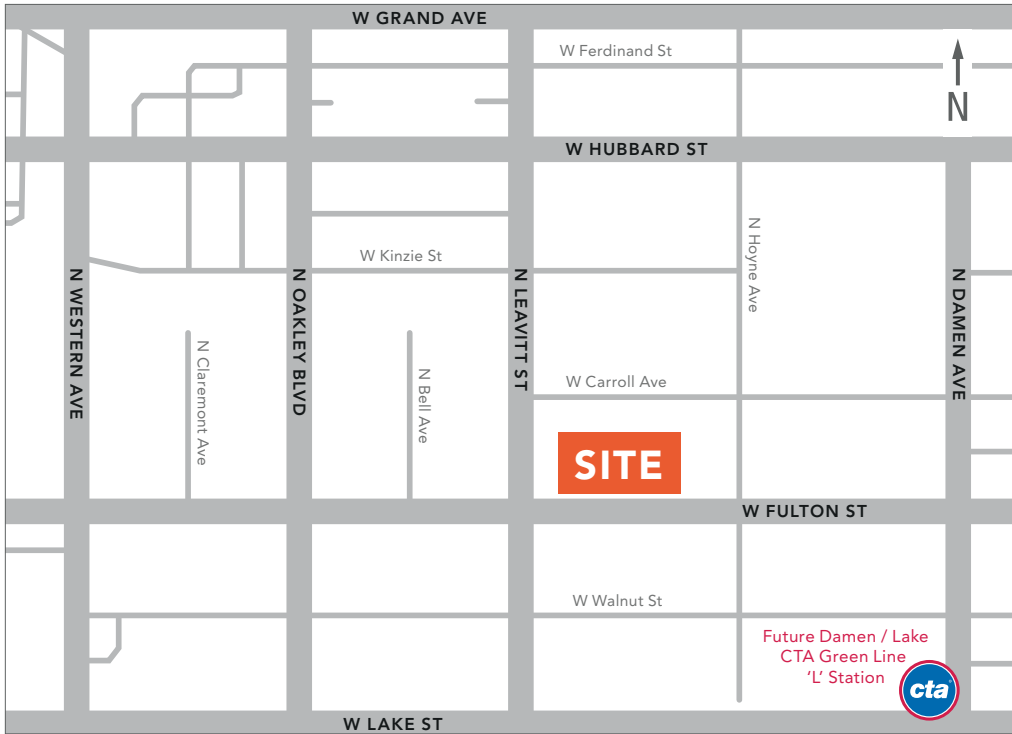 W GRAND AVE
W Ferdinand St
N
W HUBBARD ST
N Hoyne Ave
W Kinzie St
N WESTERN AVE
N OAKLEY BLVD
N LEAVITT ST
N DAMEN AVE
N Claremont Ave
N Bell Ave
W Carroll Ave
SITE
W FULTON ST
W Walnut St
Future Damen / Lake
CTA Green Line
'L' Station
cta
W LAKE ST